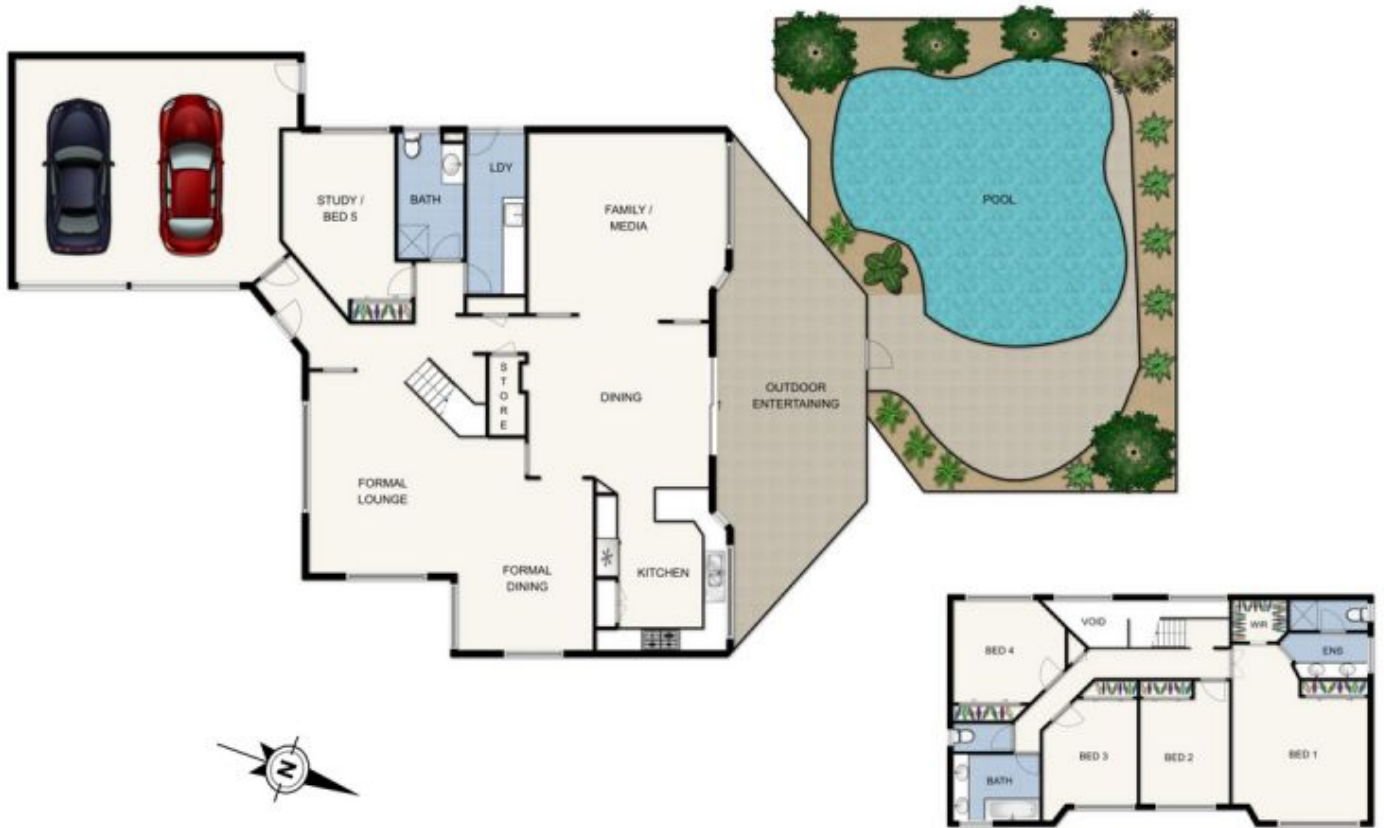 STUDY /
BED 5
BATH
LDY
FAMILY /
MEDIA
POOL
S
T
O
R
E
DINING
OUTDOOR
ENTERTAINING
FORMAL
LOUNGE
FORMAL
DINING
KITCHEN
N
VOID
WIR
BED 4
ENS
BED 3
BED 2
BED 1
BATH